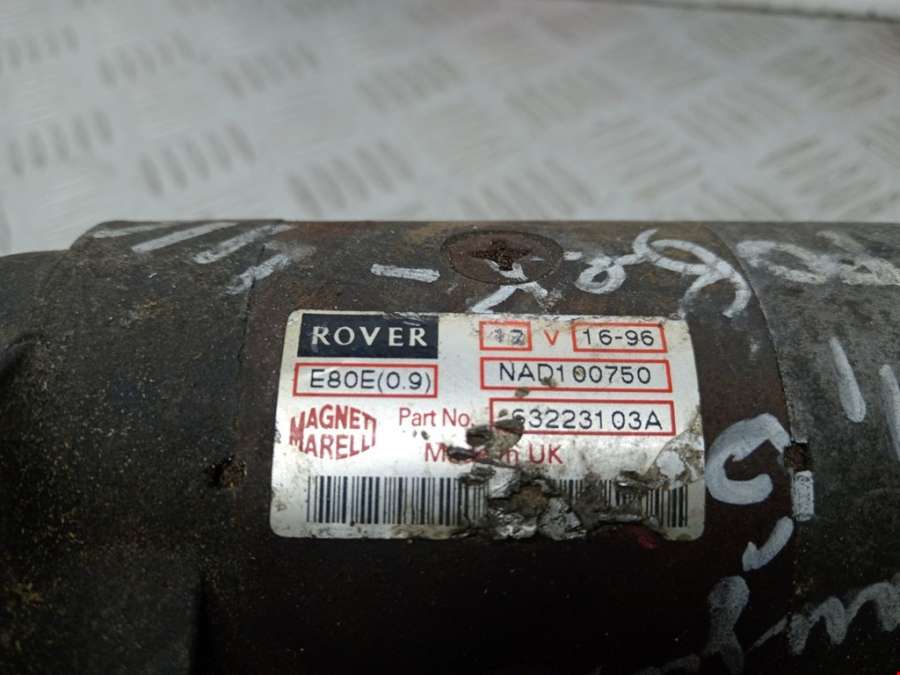 ROVER
12 V 16-96
E80E(0.9)
NAD100750
MAGNETI MARELLI
Part No. 63223103A
Made in UK